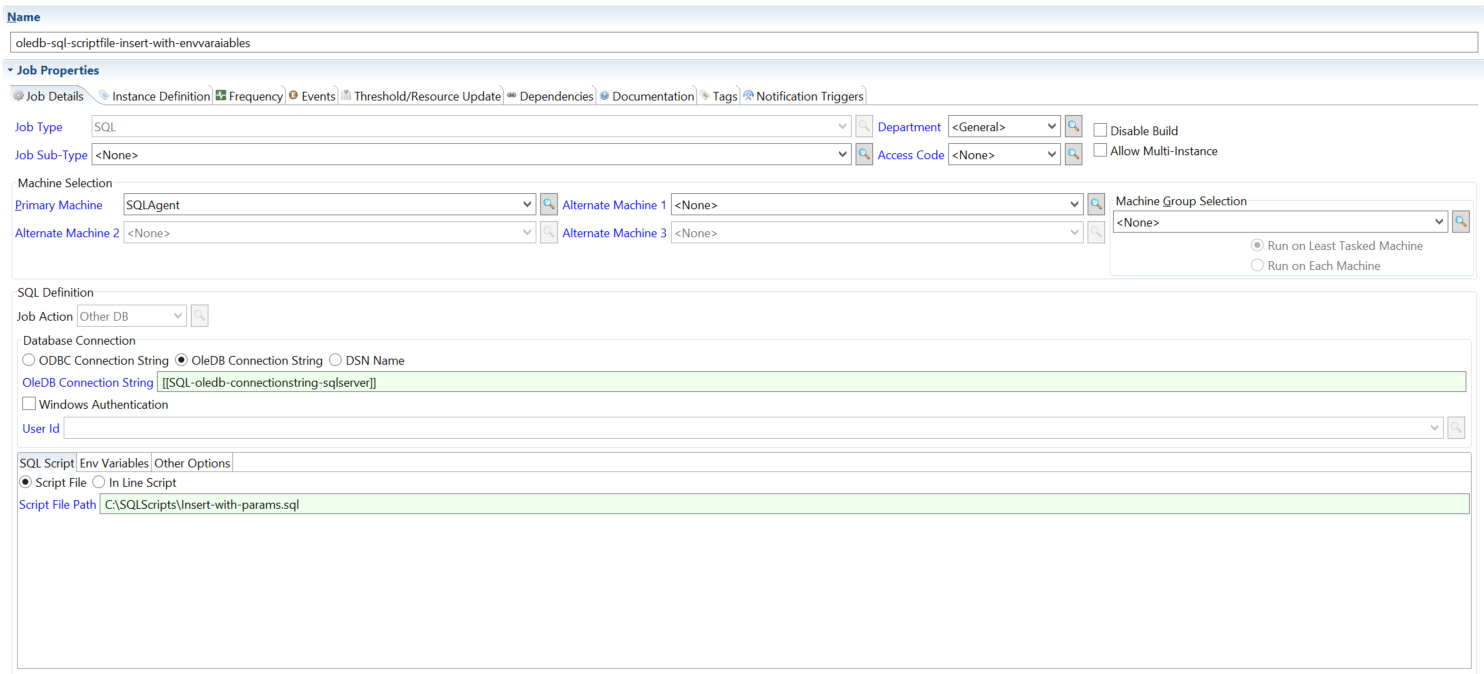 Name
oledb-sql-scriptfile-insert-with-envvaraiables
Job Properties
Job Details Instance Definition Frequency Events Threshold/Resource Update Dependencies Documentation Tags Notification Triggers
Job Type SQL Department <General> Disable Build
Job Sub-Type <None> Access Code <None> Allow Multi-Instance
Machine Selection
Primary Machine SQLAgent Alternate Machine 1 <None> Machine Group Selection
<None>
Alternate Machine 2 <None> Alternate Machine 3 <None>
Run on Least Tasked Machine
Run on Each Machine
SQL Definition
Job Action Other DB
Database Connection
ODBC Connection String OleDB Connection String DSN Name
OleDB Connection String [[SQL-oledb-connectionstring-sqlserver]]
Windows Authentication
User Id
SQL Script Env Variables Other Options
Script File In Line Script
Script File Path C:\SQLScripts\Insert-with-params.sql